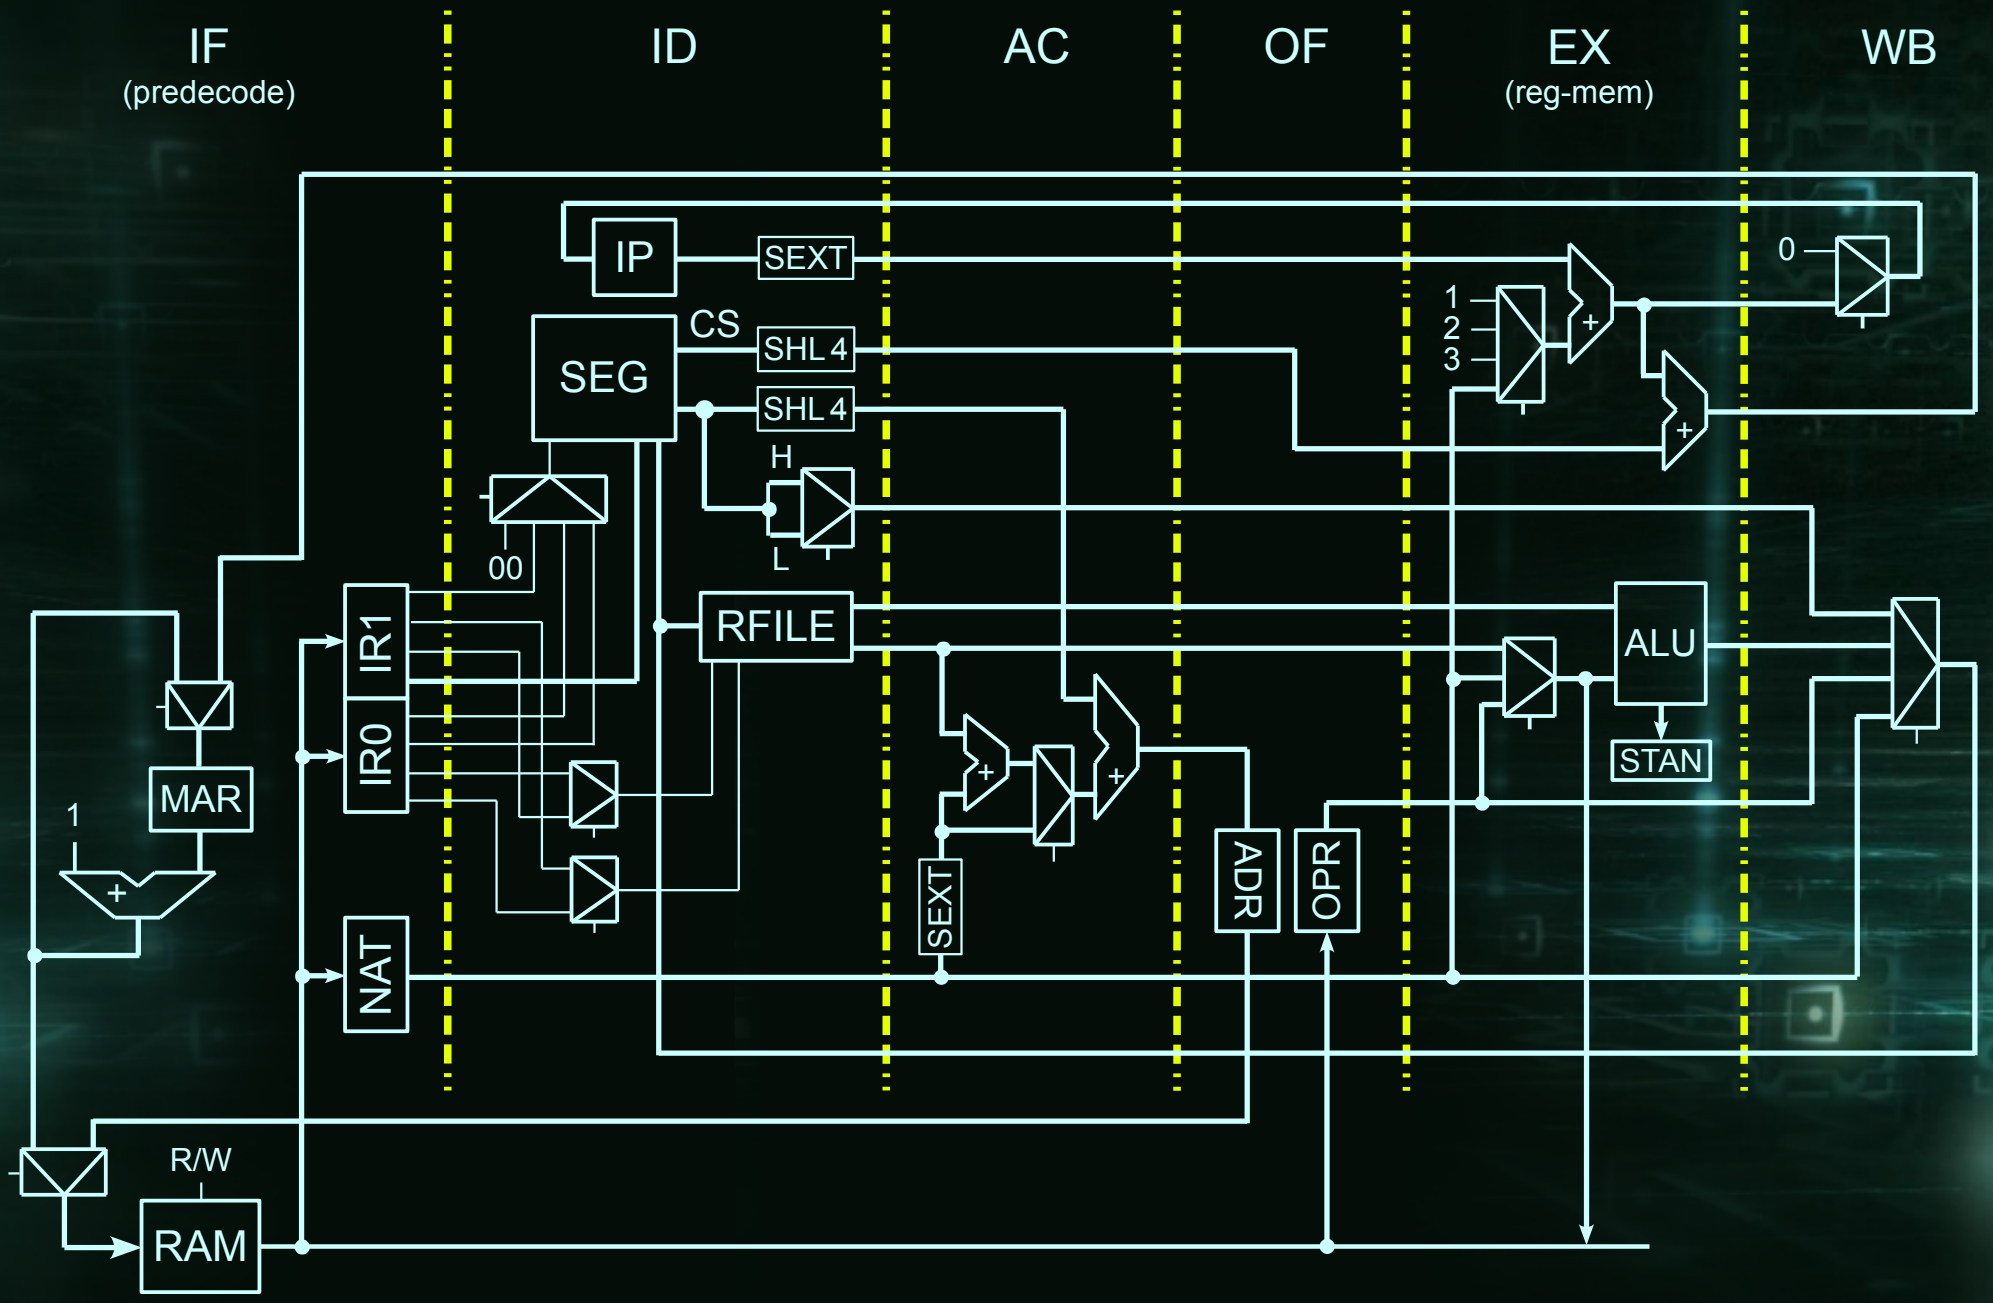 IF
(predecode)
ID
AC
OF
EX
(reg-mem)
WB
IP
SEXT
0
1
2
3
+
CS
SEG
SHL 4
SHL 4
+
H
L
00
IR1
RFILE
ALU
IR0
STAN
MAR
1
+
+
+
SEXT
ADR
OPR
NAT
R/W
RAM